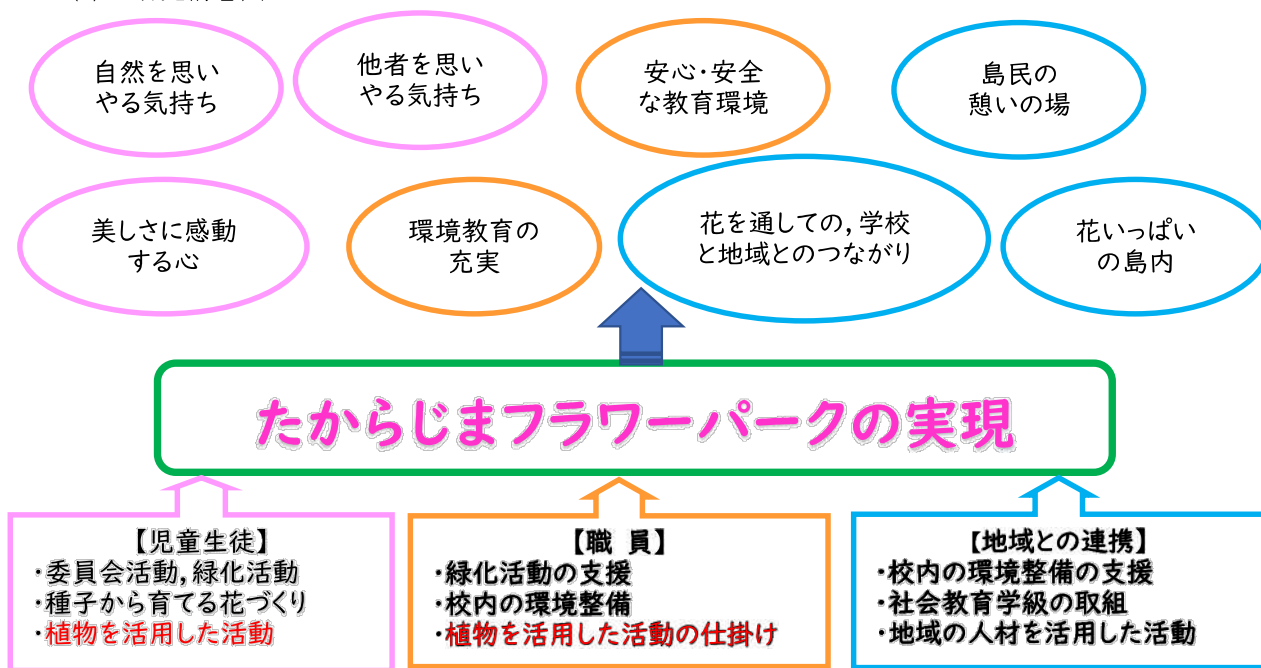 自然を思い
やる気持ち
他者を思い
やる気持ち
安心・安全
な教育環境
島民の
憩いの場
美しさに感動
する心
環境教育の
充実
花を通しての,学校
と地域とのつながり
花いっぱい
の島内
たからじまフラワーパークの実現
【児童生徒】
・委員会活動,緑化活動
・種子から育てる花づくり
・植物を活用した活動
【職 員】
・緑化活動の支援
・校内の環境整備
・植物を活用した活動の仕掛け
【地域との連携】
・校内の環境整備の支援
・社会教育学級の取組
・地域の人材を活用した活動